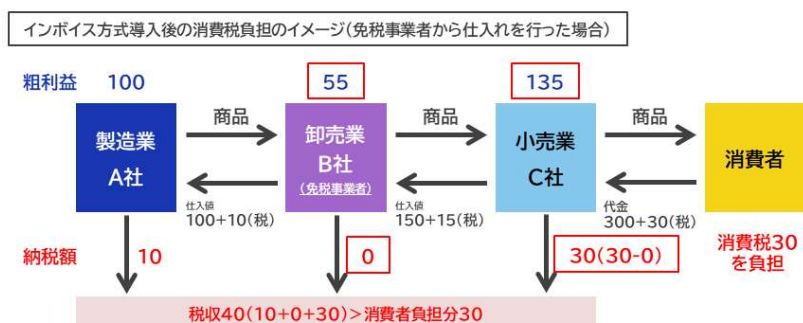 インボイス方式導入後の消費税負担のイメージ(免税事業者から仕入れを行った場合)
粗利益 100 55 135
製造業
A社
商品
卸売業
B社
(免税事業者)
商品
小売業
C社
商品
消費者
仕入値
100+10(税)
仕入値
150+15(税)
代金
300+30(税)
納税額 10 0 30(30-0)
消費税30
を負担
税収40(10+0+30)>消費者負担分30